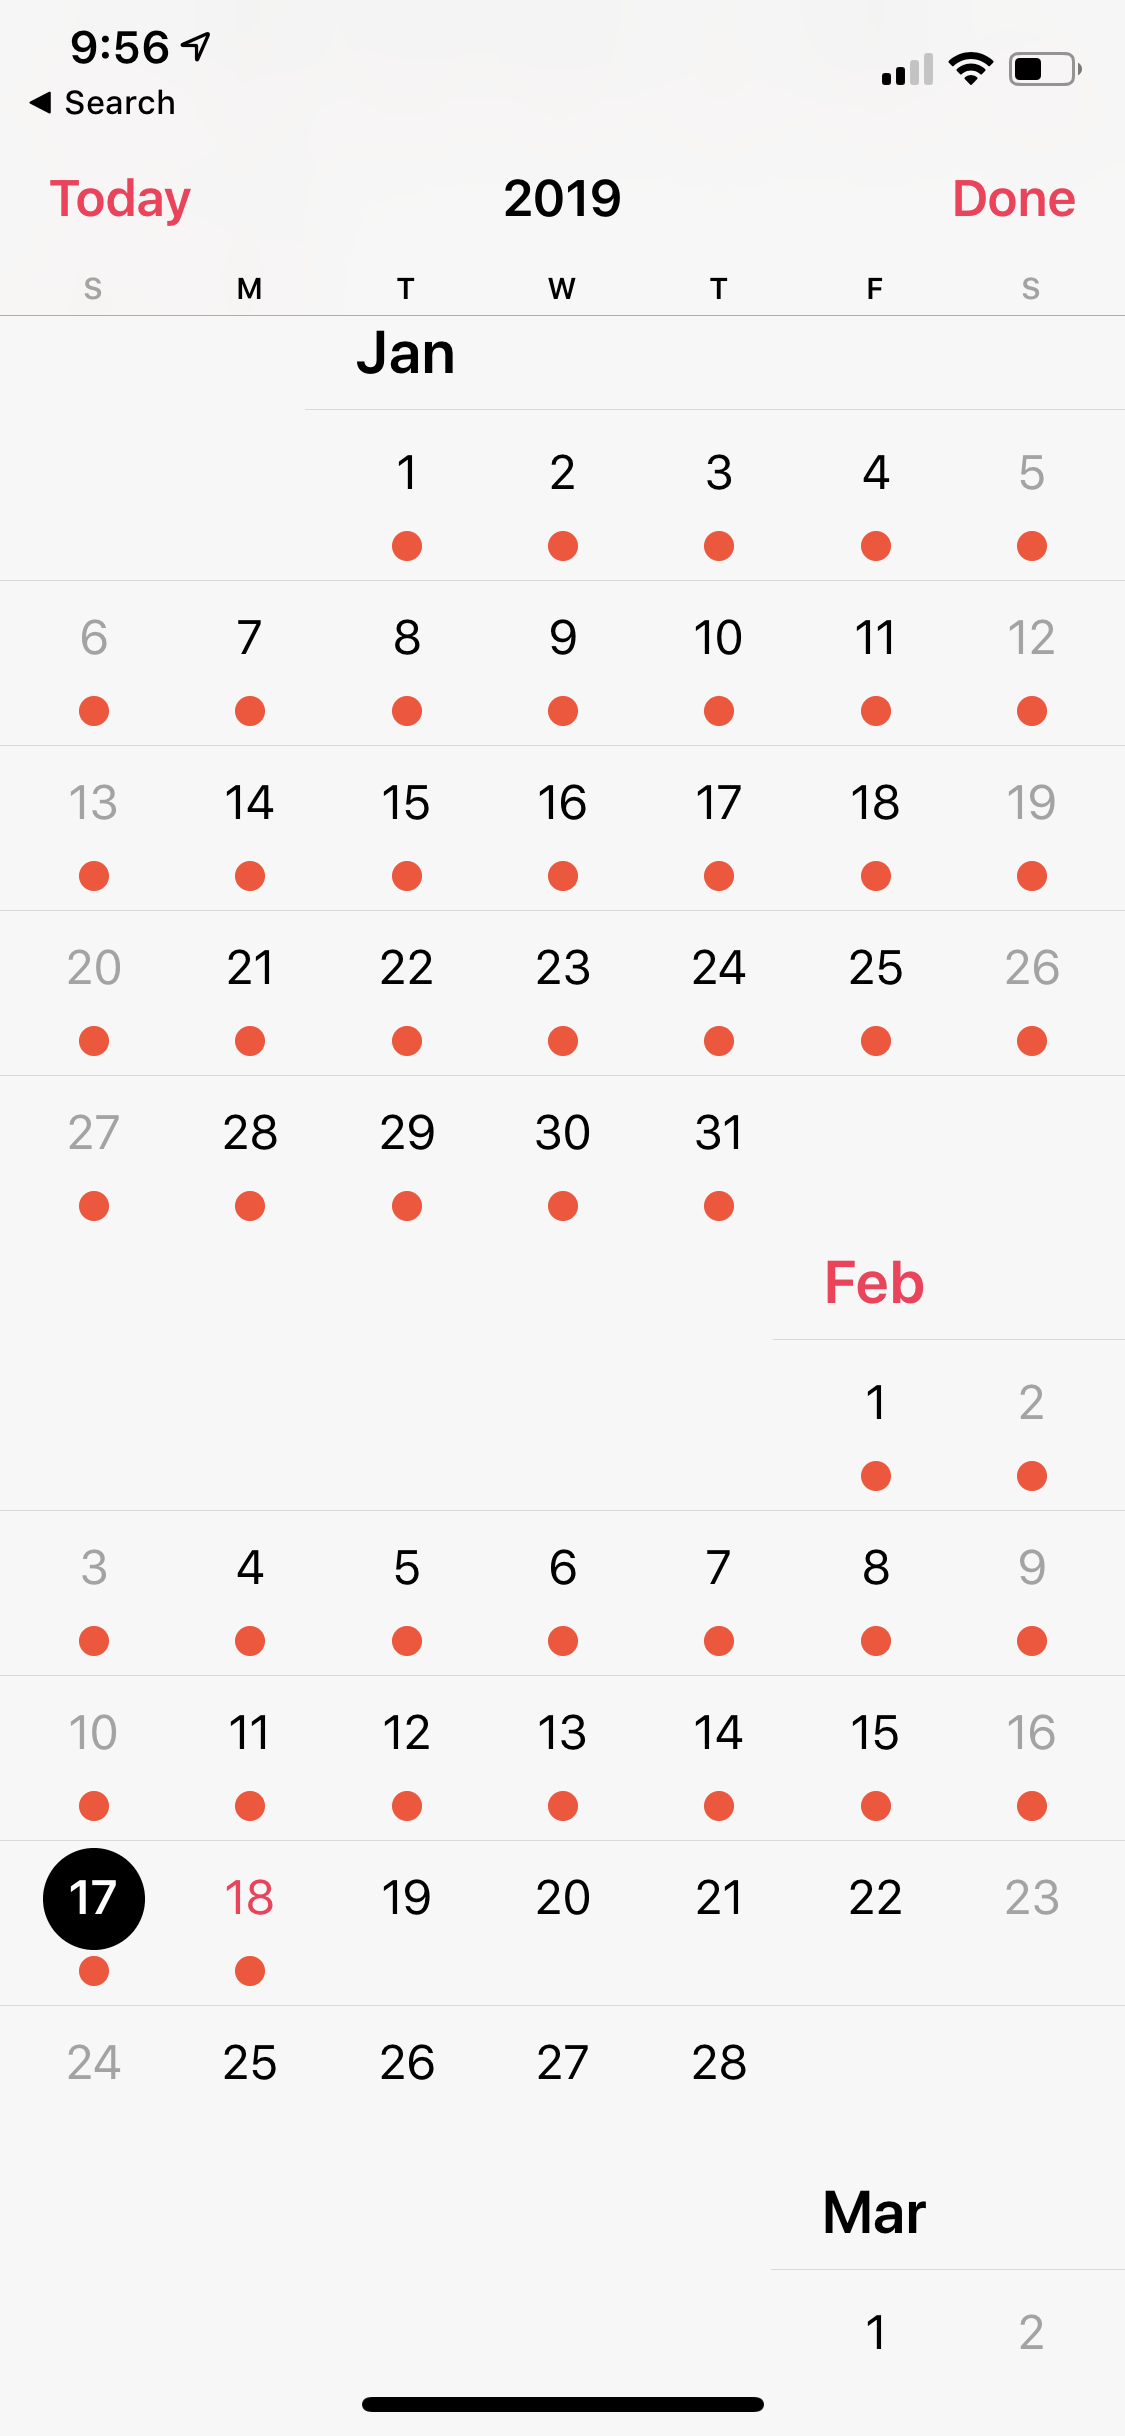 9:56
Search
Today 2019 Done
S M T W T F S
Jan
1 2 3 4 5
6 7 8 9 10 11 12
13 14 15 16 17 18 19
20 21 22 23 24 25 26
27 28 29 30 31
Feb
1 2
3 4 5 6 7 8 9
10 11 12 13 14 15 16
17 18 19 20 21 22 23
24 25 26 27 28
Mar
1 2